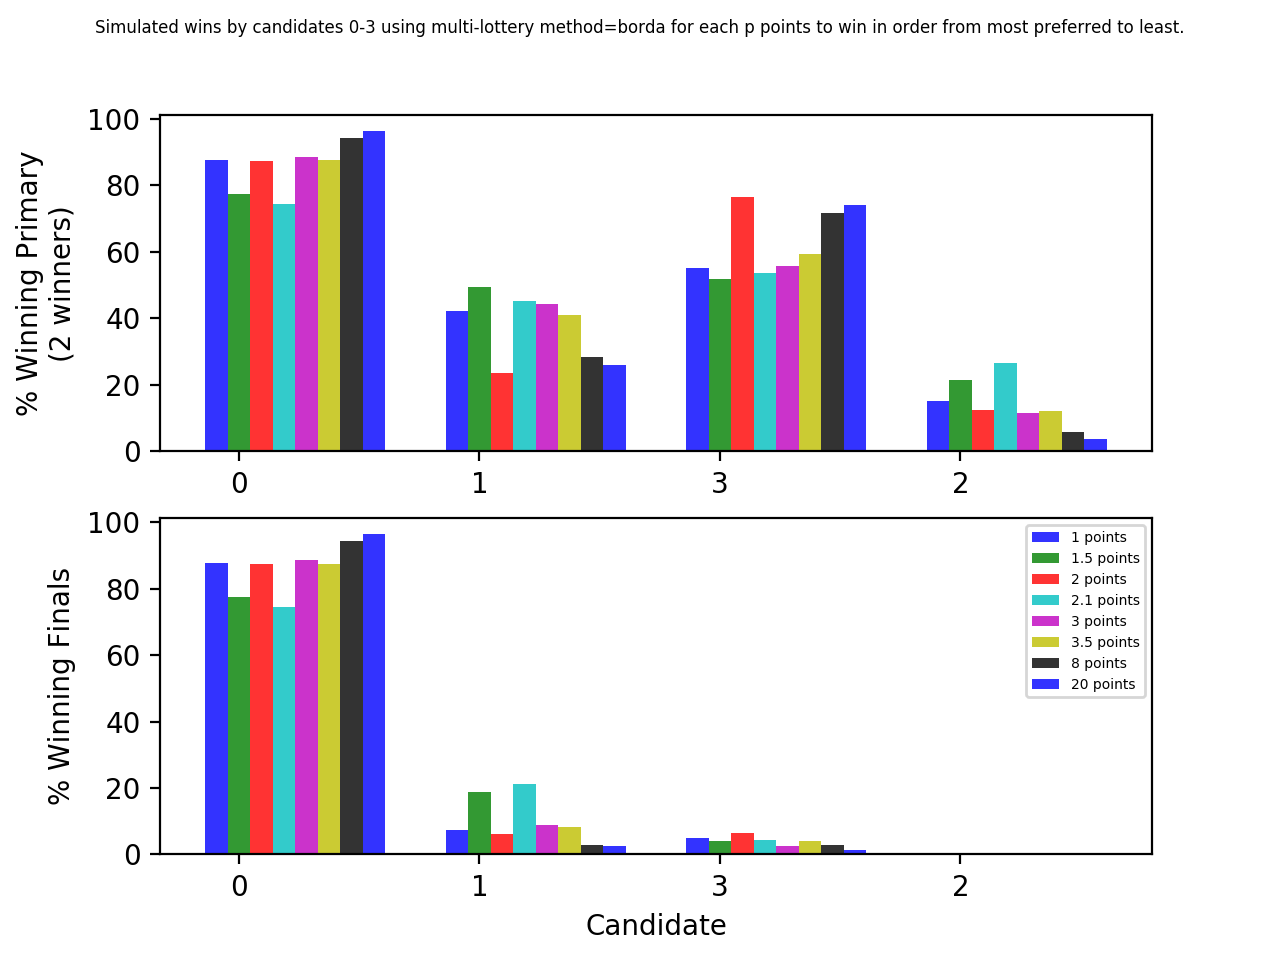 Simulated wins by candidates 0-3 using multi-lottery method=borda for each p points to win in order from most preferred to least.
% Winning Primary
(2 winners)
100
80
60
40
20
0
0 1 3 2
% Winning Finals
100
80
60
40
20
0
1 points
1.5 points
2 points
2.1 points
3 points
3.5 points
8 points
20 points
0 1 3 2
Candidate